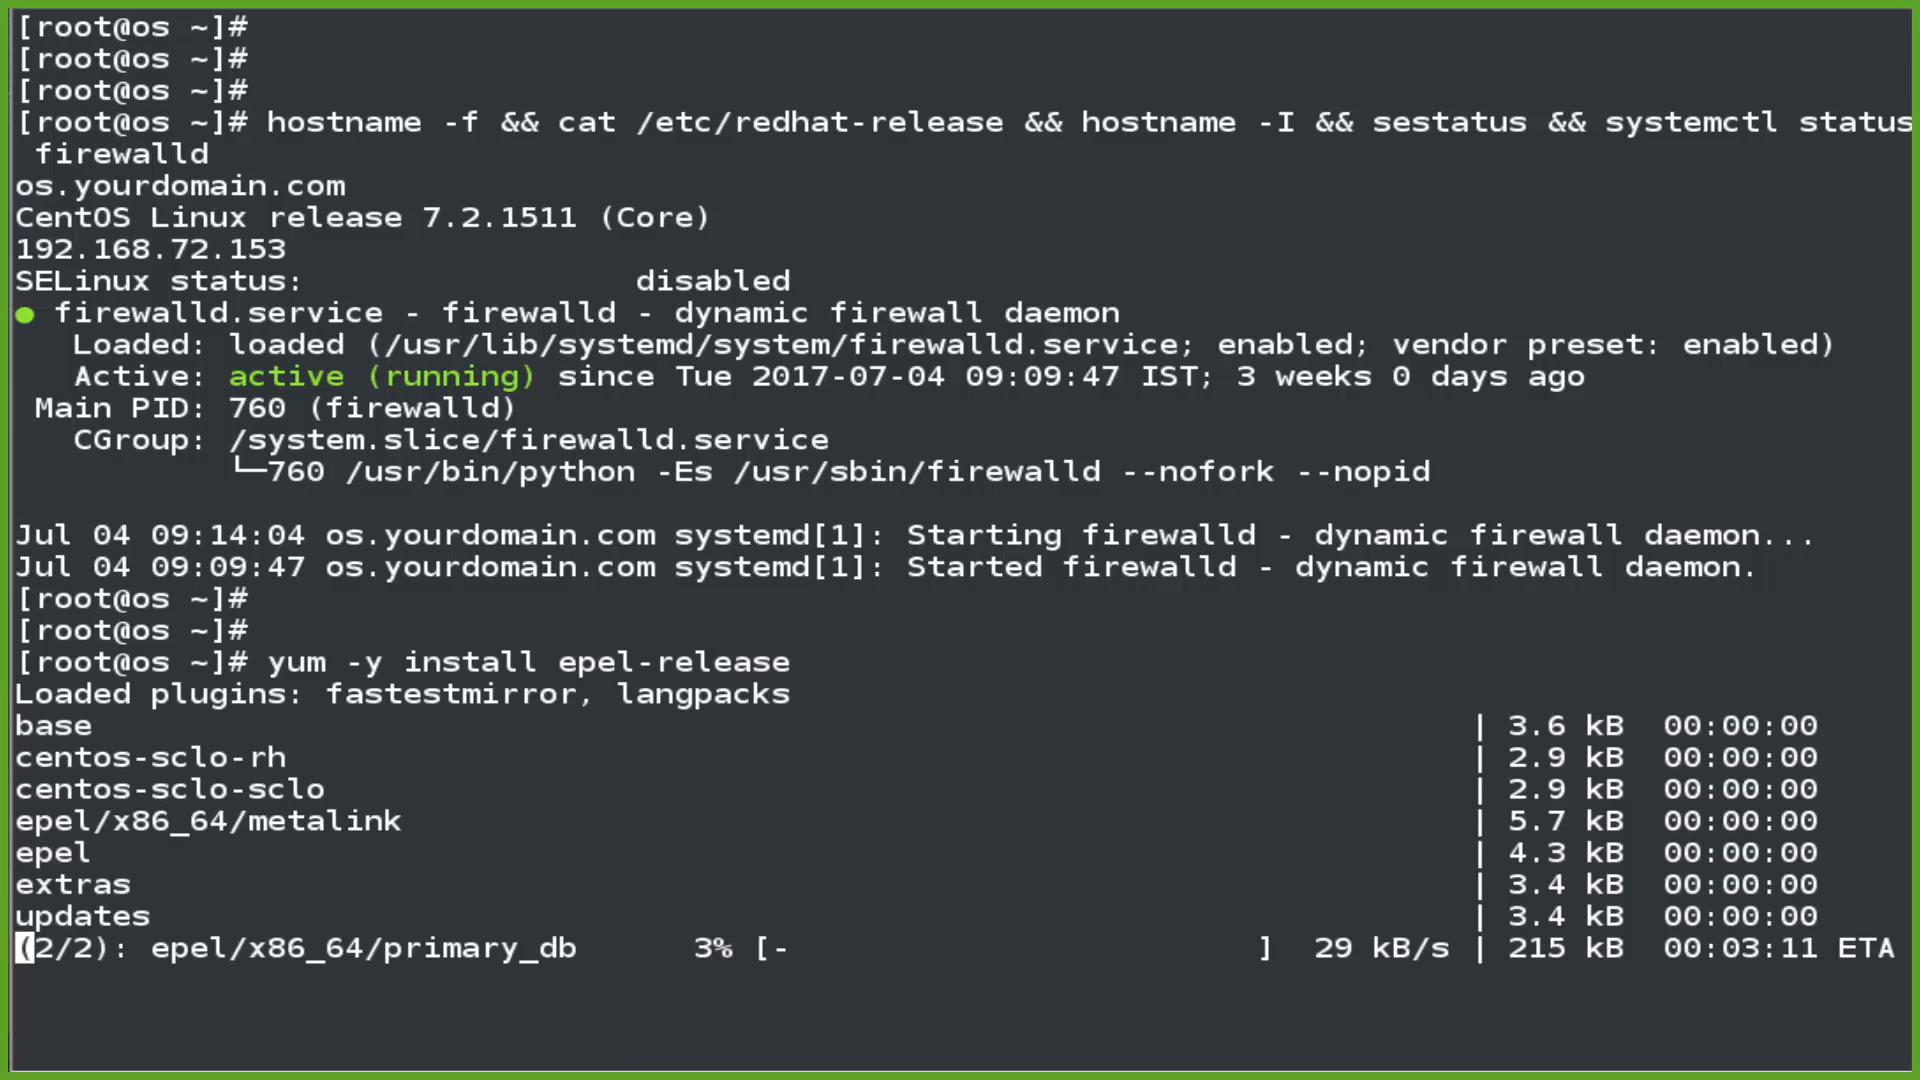 [root@os ~]#
[root@os ~]#
[root@os ~]#
[root@os ~]# hostname -f && cat /etc/redhat-release && hostname -I && sestatus && systemctl status
 firewalld
os.yourdomain.com
CentOS Linux release 7.2.1511 (Core)
192.168.72.153
SELinux status:                 disabled
● firewalld.service - firewalld - dynamic firewall daemon
   Loaded: loaded (/usr/lib/systemd/system/firewalld.service; enabled; vendor preset: enabled)
   Active: active (running) since Tue 2017-07-04 09:09:47 IST; 3 weeks 0 days ago
 Main PID: 760 (firewalld)
   CGroup: /system.slice/firewalld.service
           └─760 /usr/bin/python -Es /usr/sbin/firewalld --nofork --nopid
Jul 04 09:14:04 os.yourdomain.com systemd[1]: Starting firewalld - dynamic firewall daemon...
Jul 04 09:09:47 os.yourdomain.com systemd[1]: Started firewalld - dynamic firewall daemon.
[root@os ~]#
[root@os ~]#
[root@os ~]# yum -y install epel-release
Loaded plugins: fastestmirror, langpacks
base                                                                        | 3.6 kB  00:00:00
centos-sclo-rh                                                              | 2.9 kB  00:00:00
centos-sclo-sclo                                                            | 2.9 kB  00:00:00
epel/x86_64/metalink                                                        | 5.7 kB  00:00:00
epel                                                                        | 4.3 kB  00:00:00
extras                                                                      | 3.4 kB  00:00:00
updates                                                                     | 3.4 kB  00:00:00
(2/2): epel/x86_64/primary_db      3% [-                        ]  29 kB/s | 215 kB  00:03:11 ETA